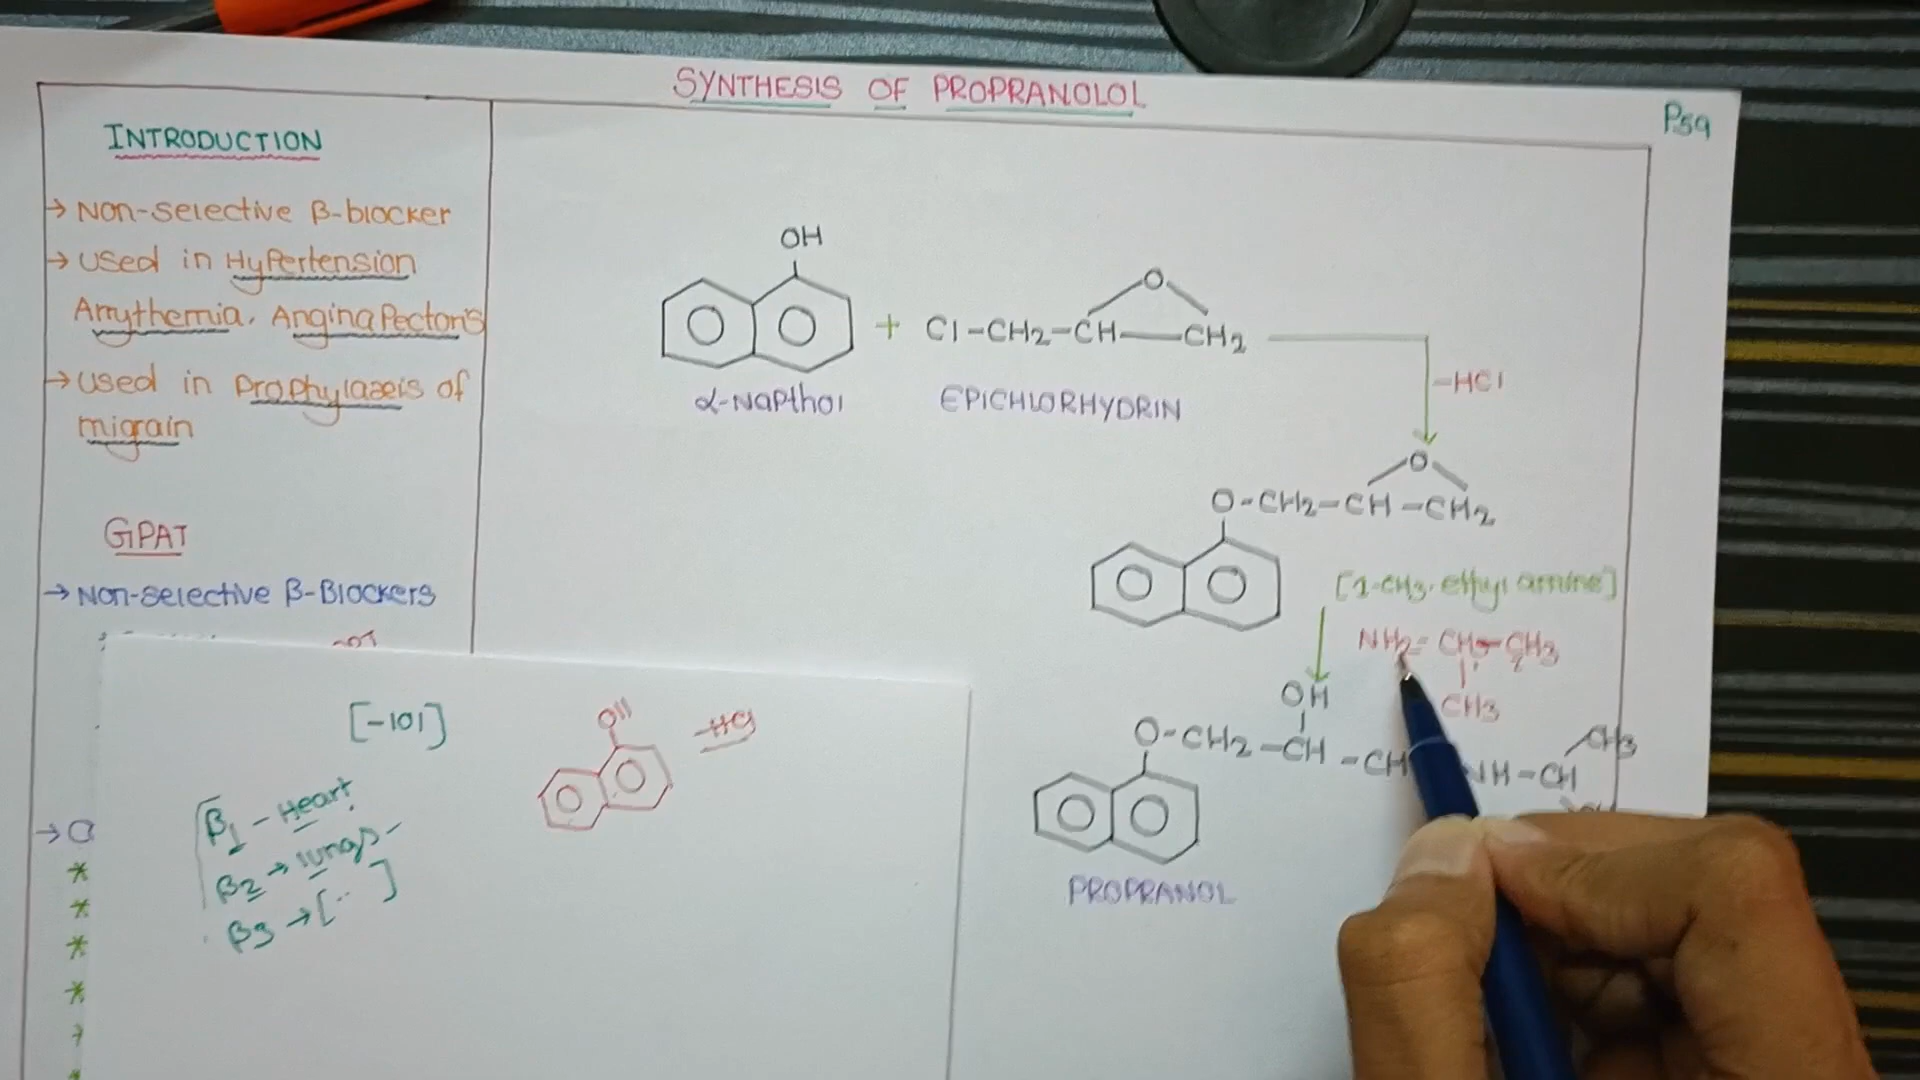 SYNTHESIS OF PROPRANOLOL
P59
INTRODUCTION
→ Non-selective β-blocker
→ Used in Hypertension
Arrythemia, Angina Pectoris
→ Used in Prophylaxeis of
migrain
GPAT
→ Non-selective β-Blockers
OH
+ Cl-CH2-CH-CH2
O
α-Napthol
EPICHLORHYDRIN
-HCl
O
O-CH2-CH-CH2
[1-CH3. ethyl amine]
NH2-CH-CH3
CH3
OH
O-CH2-CH-CH NH-CH
CH3
PROPRANOL
[-101]
β1 - Heart
β2 → lungs -
β3 → [.. ]
OH
-HCl